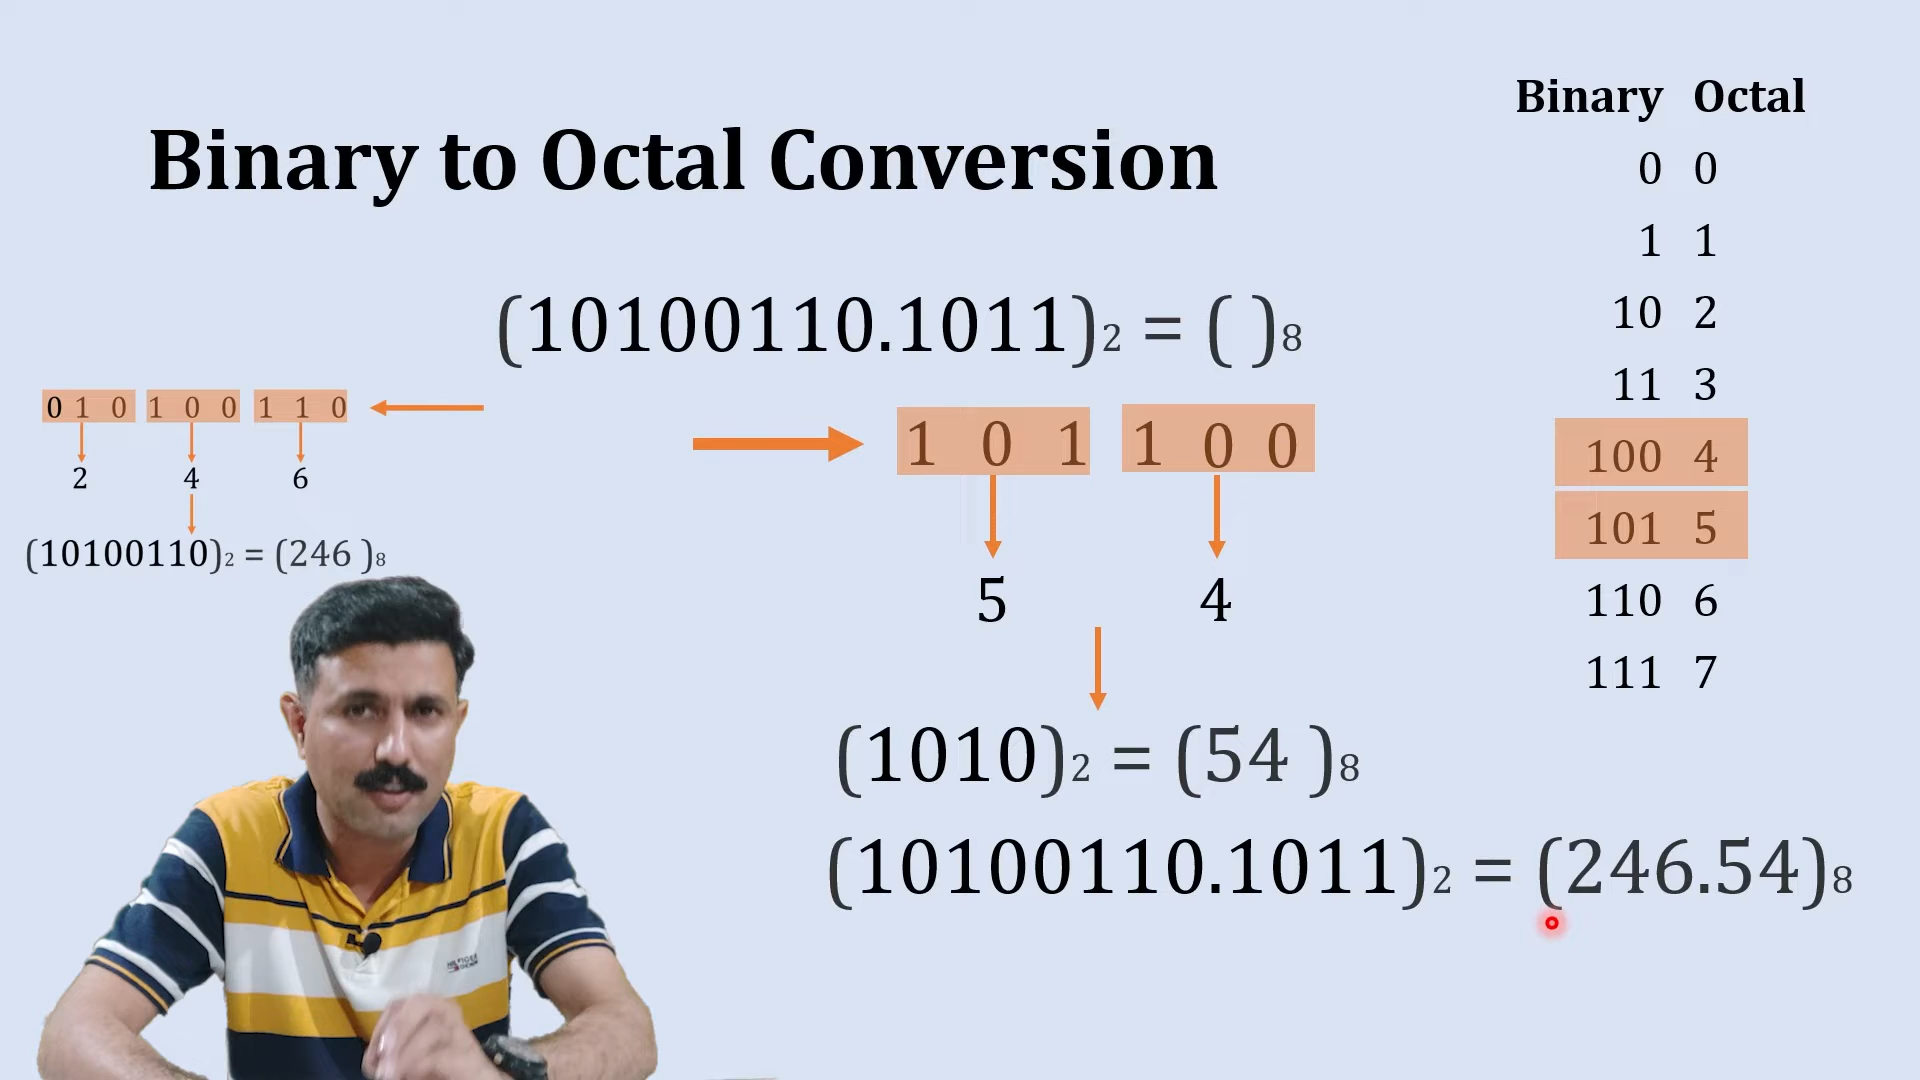 Binary to Octal Conversion
(10100110.1011)2 = ( )8
0 1 0 1 0 0 1 1 0
2 4 6
(10100110)2 = (246 )8
1 0 1 1 0 0
5 4
(1010)2 = (54 )8
(10100110.1011)2 = (246.54)8
Binary Octal
0 0
1 1
10 2
11 3
100 4
101 5
110 6
111 7